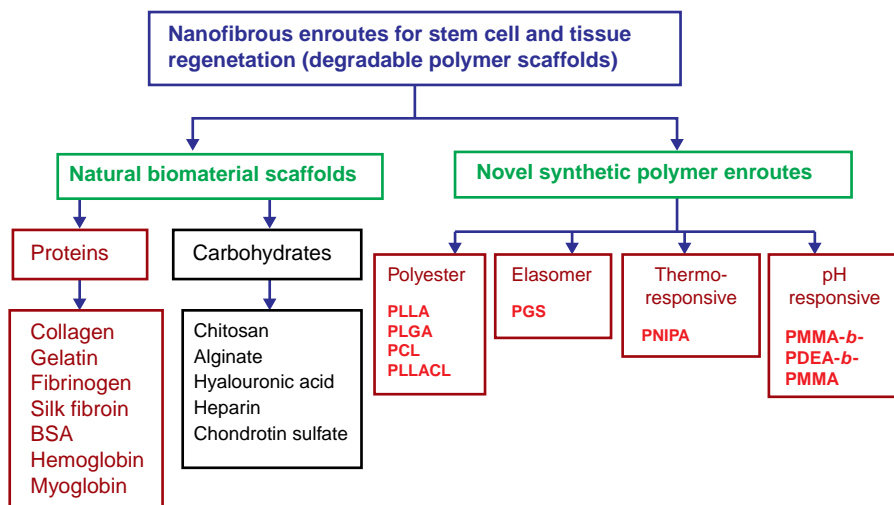 Nanofibrous enroutes for stem cell and tissue
regenetation (degradable polymer scaffolds)
Natural biomaterial scaffolds
Novel synthetic polymer enroutes
Proteins
Carbohydrates
Collagen
Gelatin
Fibrinogen
Silk fibroin
BSA
Hemoglobin
Myoglobin
Chitosan
Alginate
Hyalouronic acid
Heparin
Chondrotin sulfate
Polyester
PLLA
PLGA
PCL
PLLACL
Elasomer
PGS
Thermo-
responsive
PNIPA
pH
responsive
PMMA-b-
PDEA-b-
PMMA